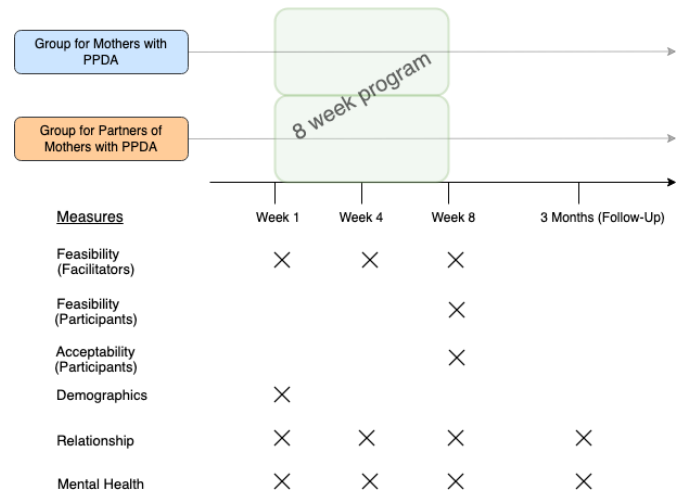 Group for Mothers with
PPDA
8 week program
Group for Partners of
Mothers with PPDA
Measures
Week 1
Week 4
Week 8
3 Months (Follow-Up)
Feasibility
(Facilitators)
Feasibility
(Participants)
Acceptability
(Participants)
Demographics
Relationship
Mental Health